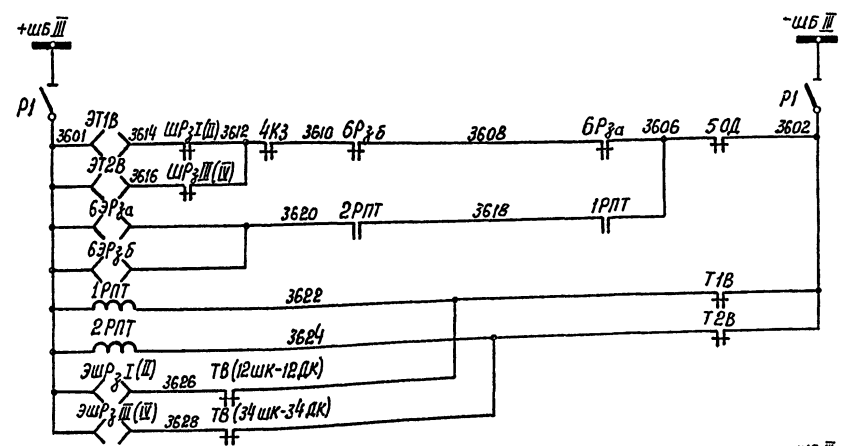 +ШБ III
-ШБ IV
Р1
Р1
3601
ЭТ1В
3614
ШРзI(II)
3612
4КЗ
3610
6Рзб
3608
6Рза
3606
5ОД
3602
ЭТ2В
3616
ШРзIII(IV)
6ЭРза
3620
2РПТ
3618
1РПТ
6ЭРзБ
1РПТ
3622
Т1В
2РПТ
3624
Т2В
ЭШРзI(II)
3626
ТВ(12ШК-12ДК)
ЭШРзIII(IV)
3628
ТВ(34ШК-34ДК)